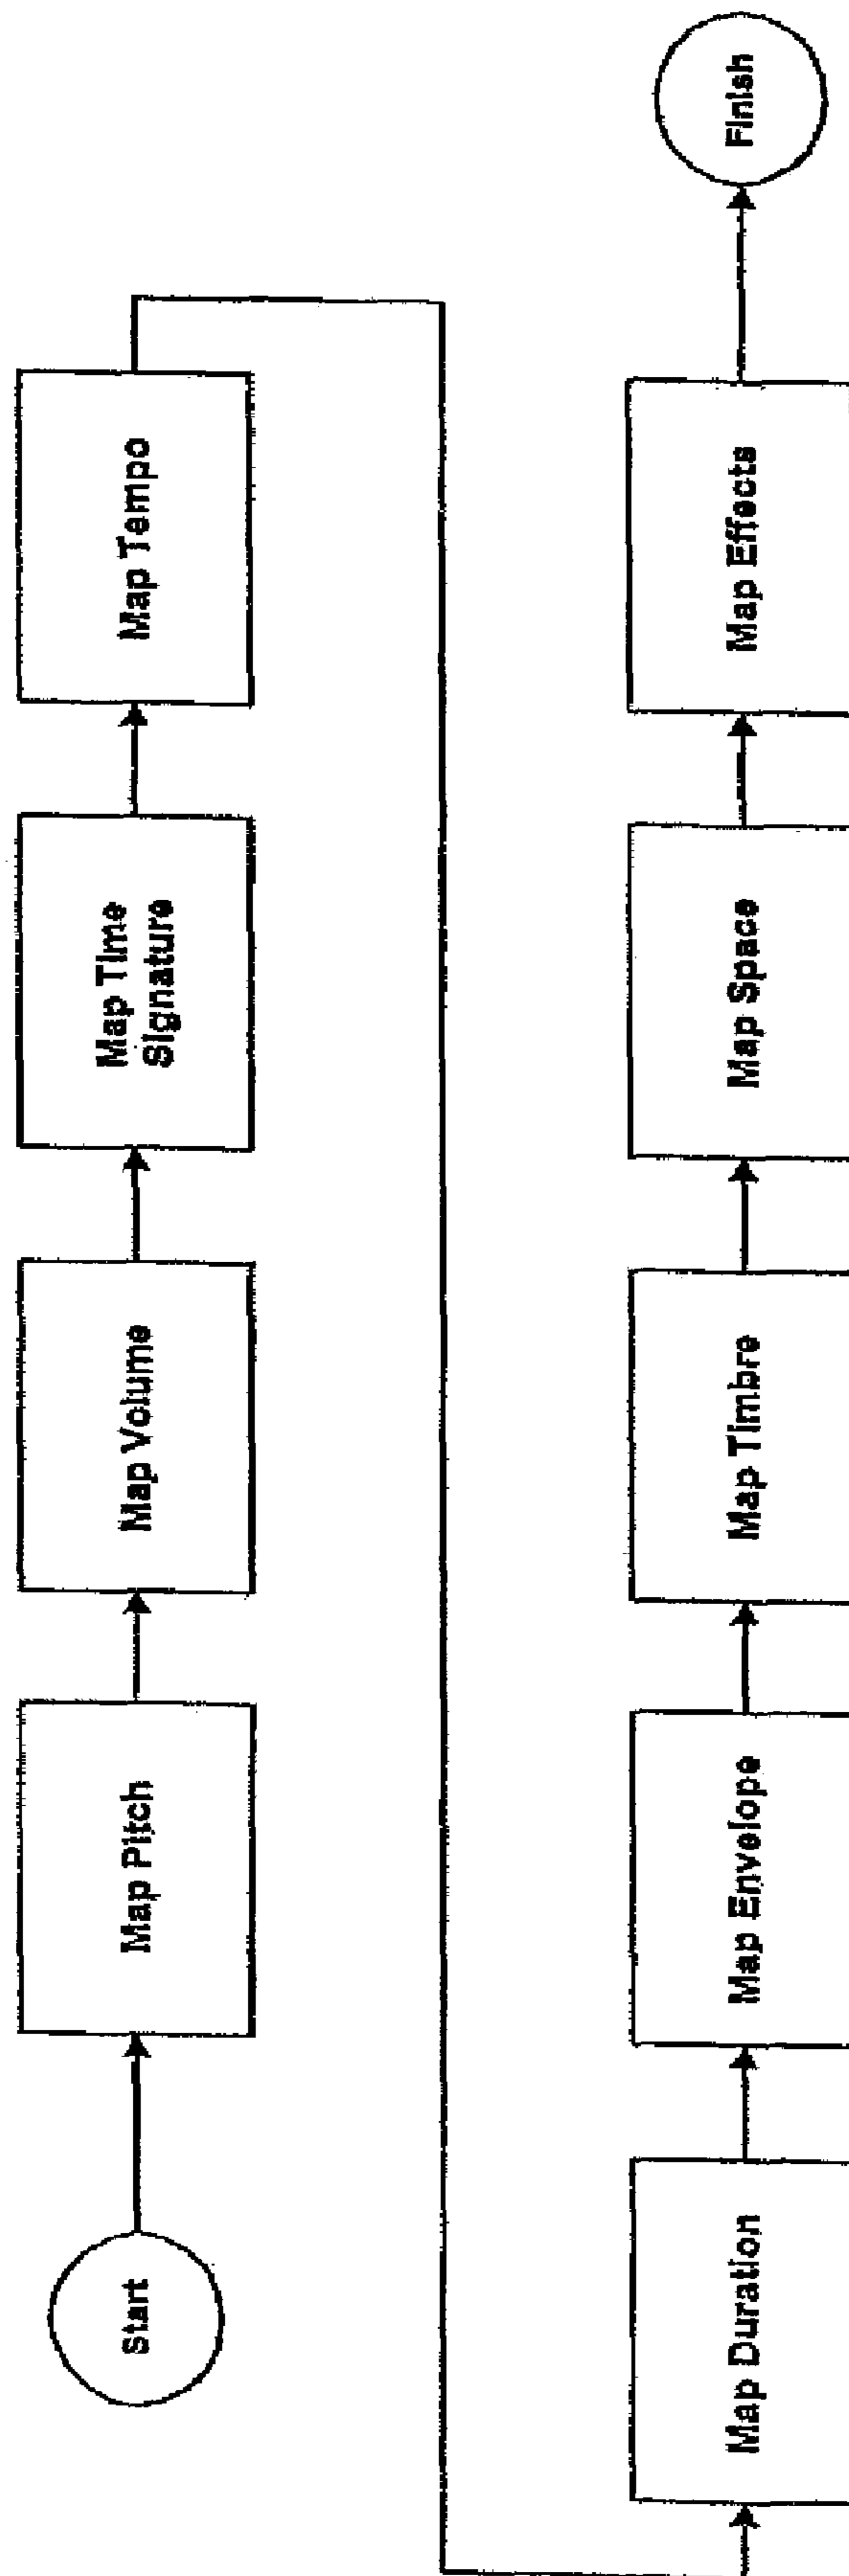 Start
Map Pitch
Map Volume
Map Time
Signature
Map Tempo
Map Duration
Map Envelope
Map Timbre
Map Space
Map Effects
Finish